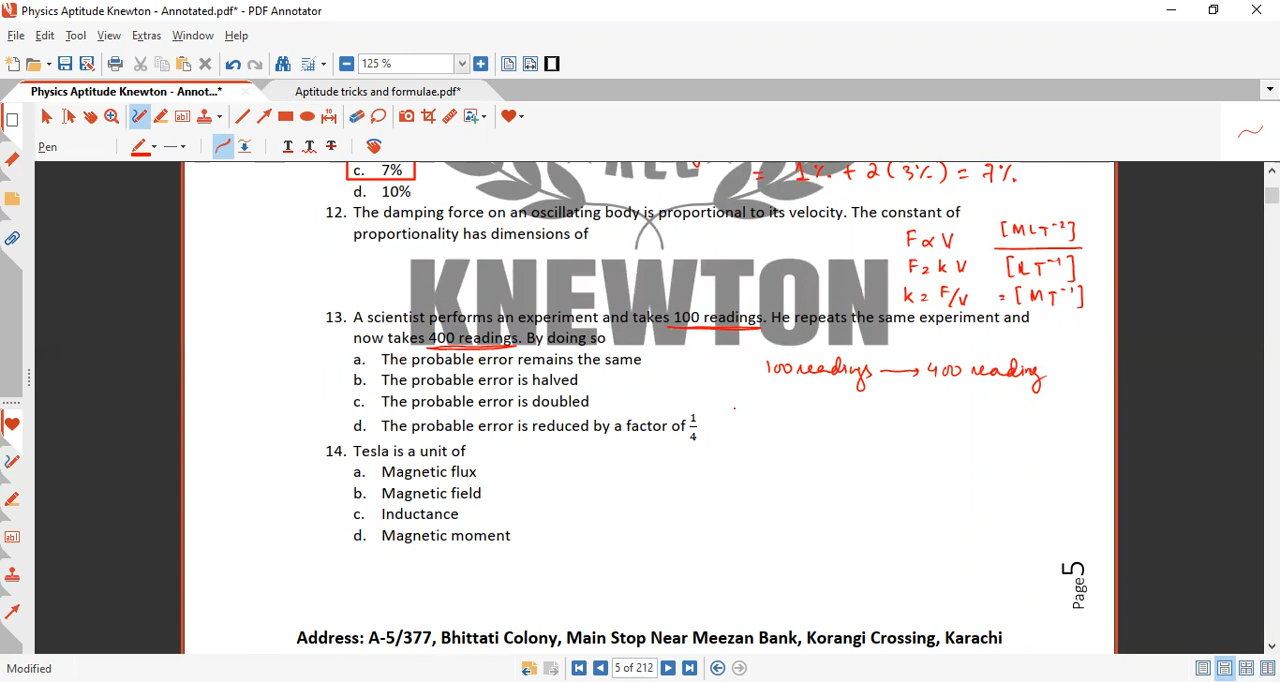 Physics Aptitude Knewton - Annotated.pdf* - PDF Annotator
File Edit Tool View Extras Window Help
125 %
Physics Aptitude Knewton - Annot...* Aptitude tricks and formulae.pdf*
Pen
c. 7% = 1% + 2(3%) = 7%
d. 10%
12. The damping force on an oscillating body is proportional to its velocity. The constant of
proportionality has dimensions of
F ∝ V [MLT⁻²]
F = k V [LT⁻¹]
k = F/V = [MT⁻¹]
KNEWTON
13. A scientist performs an experiment and takes 100 readings. He repeats the same experiment and
now takes 400 readings. By doing so
a. The probable error remains the same
100 readings → 400 reading
b. The probable error is halved
c. The probable error is doubled
d. The probable error is reduced by a factor of 1/4
14. Tesla is a unit of
a. Magnetic flux
b. Magnetic field
c. Inductance
d. Magnetic moment
Page 5
Address: A-5/377, Bhittati Colony, Main Stop Near Meezan Bank, Korangi Crossing, Karachi
Modified 5 of 212